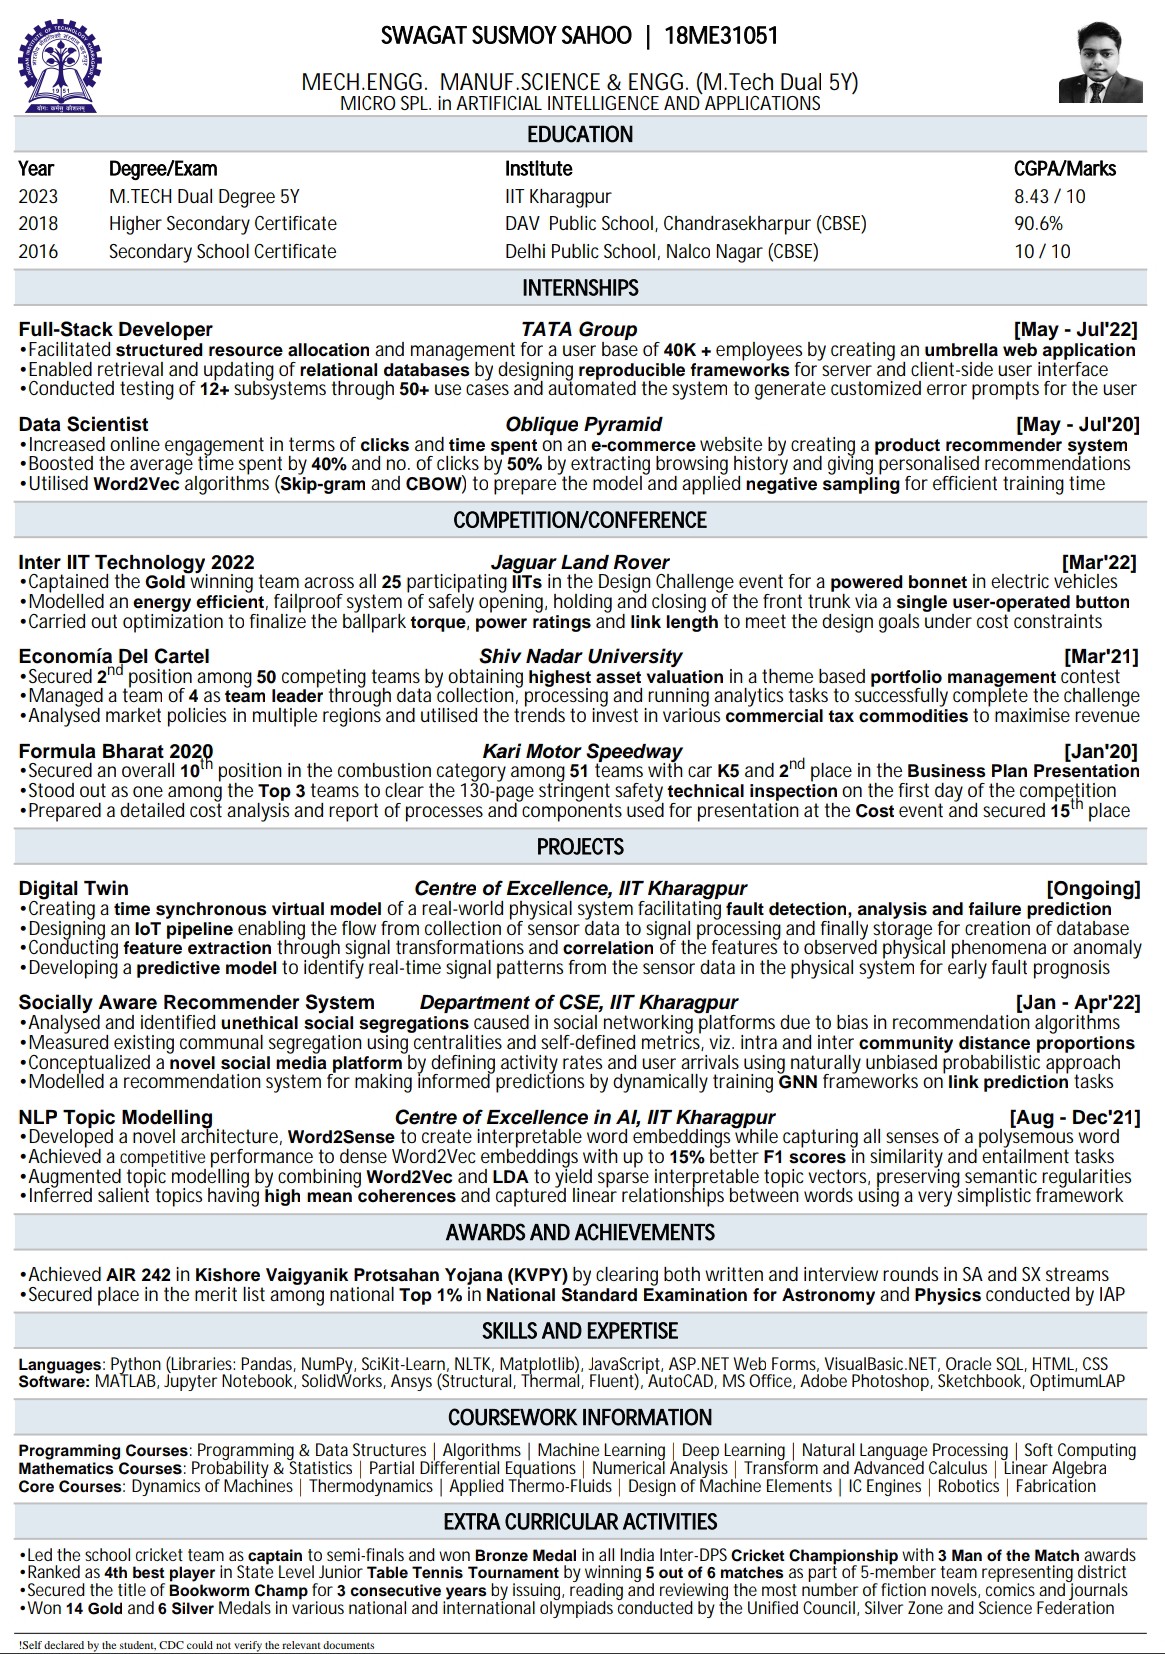 SWAGAT SUSMOY SAHOO | 18ME31051
MECH.ENGG. MANUF.SCIENCE & ENGG. (M.Tech Dual 5Y)
MICRO SPL. in ARTIFICIAL INTELLIGENCE AND APPLICATIONS
1951
EDUCATION
Year Degree/Exam Institute CGPA/Marks
2023 M.TECH Dual Degree 5Y IIT Kharagpur 8.43 / 10
2018 Higher Secondary Certificate DAV Public School, Chandrasekharpur (CBSE) 90.6%
2016 Secondary School Certificate Delhi Public School, Nalco Nagar (CBSE) 10 / 10
INTERNSHIPS
Full-Stack Developer TATA Group [May - Jul'22]
•Facilitated structured resource allocation and management for a user base of 40K + employees by creating an umbrella web application
•Enabled retrieval and updating of relational databases by designing reproducible frameworks for server and client-side user interface
•Conducted testing of 12+ subsystems through 50+ use cases and automated the system to generate customized error prompts for the user
Data Scientist Oblique Pyramid [May - Jul'20]
•Increased online engagement in terms of clicks and time spent on an e-commerce website by creating a product recommender system
•Boosted the average time spent by 40% and no. of clicks by 50% by extracting browsing history and giving personalised recommendations
•Utilised Word2Vec algorithms (Skip-gram and CBOW) to prepare the model and applied negative sampling for efficient training time
COMPETITION/CONFERENCE
Inter IIT Technology 2022 Jaguar Land Rover [Mar'22]
•Captained the Gold winning team across all 25 participating IITs in the Design Challenge event for a powered bonnet in electric vehicles
•Modelled an energy efficient, failproof system of safely opening, holding and closing of the front trunk via a single user-operated button
•Carried out optimization to finalize the ballpark torque, power ratings and link length to meet the design goals under cost constraints
Economía Del Cartel Shiv Nadar University [Mar'21]
•Secured 2nd position among 50 competing teams by obtaining highest asset valuation in a theme based portfolio management contest
•Managed a team of 4 as team leader through data collection, processing and running analytics tasks to successfully complete the challenge
•Analysed market policies in multiple regions and utilised the trends to invest in various commercial tax commodities to maximise revenue
Formula Bharat 2020 Kari Motor Speedway [Jan'20]
•Secured an overall 10th position in the combustion category among 51 teams with car K5 and 2nd place in the Business Plan Presentation
•Stood out as one among the Top 3 teams to clear the 130-page stringent safety technical inspection on the first day of the competition
•Prepared a detailed cost analysis and report of processes and components used for presentation at the Cost event and secured 15th place
PROJECTS
Digital Twin Centre of Excellence, IIT Kharagpur [Ongoing]
•Creating a time synchronous virtual model of a real-world physical system facilitating fault detection, analysis and failure prediction
•Designing an IoT pipeline enabling the flow from collection of sensor data to signal processing and finally storage for creation of database
•Conducting feature extraction through signal transformations and correlation of the features to observed physical phenomena or anomaly
•Developing a predictive model to identify real-time signal patterns from the sensor data in the physical system for early fault prognosis
Socially Aware Recommender System Department of CSE, IIT Kharagpur [Jan - Apr'22]
•Analysed and identified unethical social segregations caused in social networking platforms due to bias in recommendation algorithms
•Measured existing communal segregation using centralities and self-defined metrics, viz. intra and inter community distance proportions
•Conceptualized a novel social media platform by defining activity rates and user arrivals using naturally unbiased probabilistic approach
•Modelled a recommendation system for making informed predictions by dynamically training GNN frameworks on link prediction tasks
NLP Topic Modelling Centre of Excellence in AI, IIT Kharagpur [Aug - Dec'21]
•Developed a novel architecture, Word2Sense to create interpretable word embeddings while capturing all senses of a polysemous word
•Achieved a competitive performance to dense Word2Vec embeddings with up to 15% better F1 scores in similarity and entailment tasks
•Augmented topic modelling by combining Word2Vec and LDA to yield sparse interpretable topic vectors, preserving semantic regularities
•Inferred salient topics having high mean coherences and captured linear relationships between words using a very simplistic framework
AWARDS AND ACHIEVEMENTS
•Achieved AIR 242 in Kishore Vaigyanik Protsahan Yojana (KVPY) by clearing both written and interview rounds in SA and SX streams
•Secured place in the merit list among national Top 1% in National Standard Examination for Astronomy and Physics conducted by IAP
SKILLS AND EXPERTISE
Languages: Python (Libraries: Pandas, NumPy, SciKit-Learn, NLTK, Matplotlib), JavaScript, ASP.NET Web Forms, VisualBasic.NET, Oracle SQL, HTML, CSS
Software: MATLAB, Jupyter Notebook, SolidWorks, Ansys (Structural, Thermal, Fluent), AutoCAD, MS Office, Adobe Photoshop, Sketchbook, OptimumLAP
COURSEWORK INFORMATION
Programming Courses: Programming & Data Structures | Algorithms | Machine Learning | Deep Learning | Natural Language Processing | Soft Computing
Mathematics Courses: Probability & Statistics | Partial Differential Equations | Numerical Analysis | Transform and Advanced Calculus | Linear Algebra
Core Courses: Dynamics of Machines | Thermodynamics | Applied Thermo-Fluids | Design of Machine Elements | IC Engines | Robotics | Fabrication
EXTRA CURRICULAR ACTIVITIES
•Led the school cricket team as captain to semi-finals and won Bronze Medal in all India Inter-DPS Cricket Championship with 3 Man of the Match awards
•Ranked as 4th best player in State Level Junior Table Tennis Tournament by winning 5 out of 6 matches as part of 5-member team representing district
•Secured the title of Bookworm Champ for 3 consecutive years by issuing, reading and reviewing the most number of fiction novels, comics and journals
•Won 14 Gold and 6 Silver Medals in various national and international olympiads conducted by the Unified Council, Silver Zone and Science Federation
!Self declared by the student, CDC could not verify the relevant documents